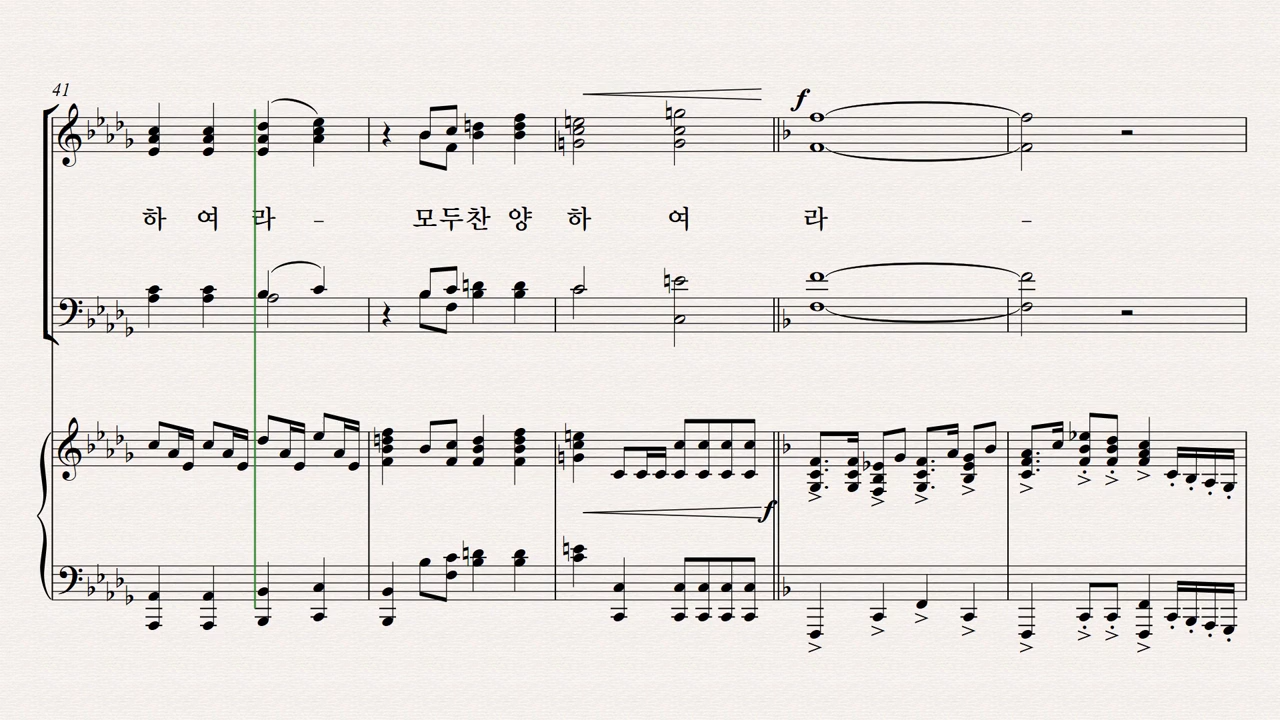 41
f
하 여 라 – 모두찬 양 하 여 라 –
f